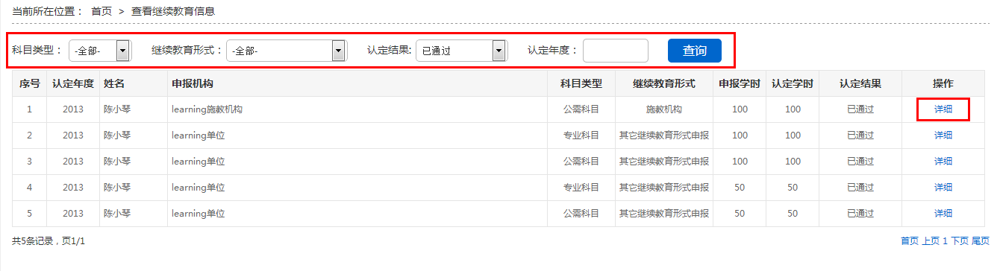 当前所在位置： 首页 > 查看继续教育信息
科目类型： -全部- 继续教育形式： -全部- 认定结果: 已通过 认定年度： 查询
序号 认定年度 姓名 申报机构 科目类型 继续教育形式 申报学时 认定学时 认定结果 操作
1 2013 陈小琴 learning施教机构 公需科目 施教机构 100 100 已通过 详细
2 2013 陈小琴 learning单位 专业科目 其它继续教育形式申报 100 100 已通过 详细
3 2013 陈小琴 learning单位 公需科目 其它继续教育形式申报 100 100 已通过 详细
4 2013 陈小琴 learning单位 专业科目 其它继续教育形式申报 50 50 已通过 详细
5 2013 陈小琴 learning单位 公需科目 其它继续教育形式申报 50 50 已通过 详细
共5条记录，页1/1 首页 上页 1 下页 尾页